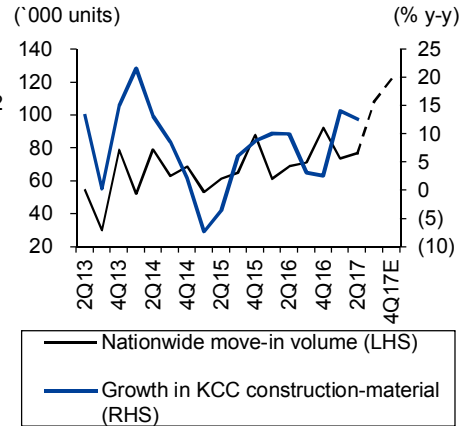 (`000 units) (% y-y)
140 25
120 20
100 15
80 10
60 5
40 0
20 (5)
(10)
2
2Q13 4Q13 2Q14 4Q14 2Q15 4Q15 2Q16 4Q16 2Q17 4Q17E
Nationwide move-in volume (LHS)
Growth in KCC construction-material
(RHS)